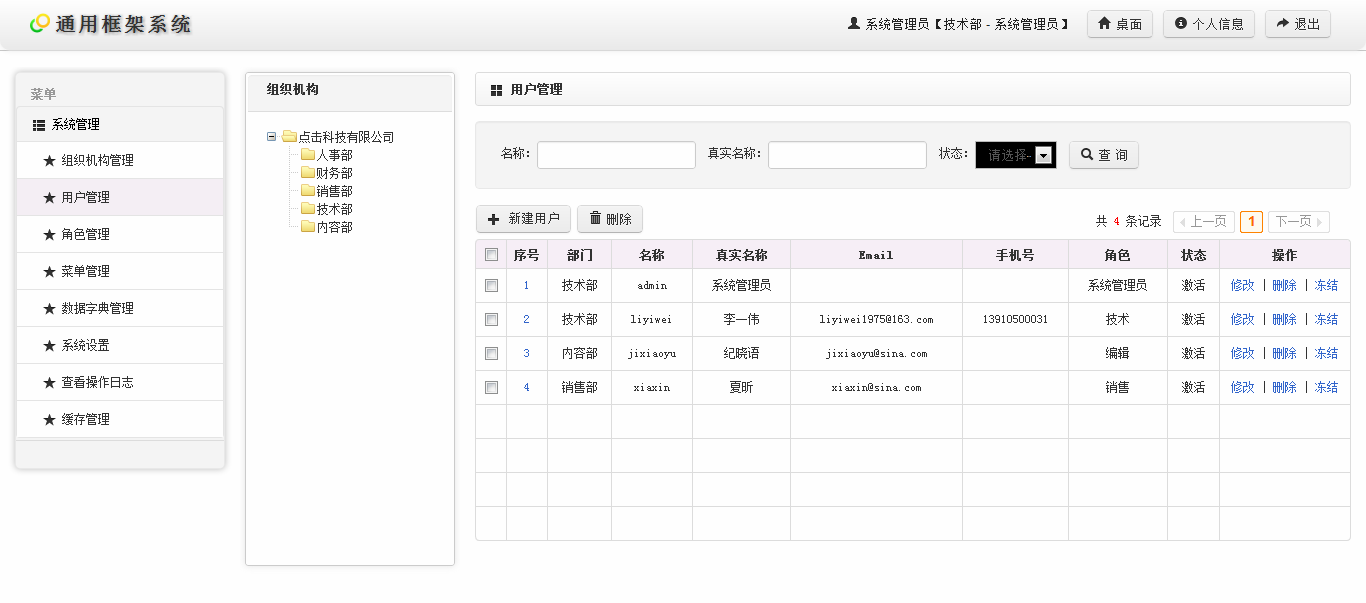 通用框架系统
系统管理员【技术部 - 系统管理员】 桌面 个人信息 退出
菜单
系统管理
组织机构管理
用户管理
角色管理
菜单管理
数据字典管理
系统设置
查看操作日志
缓存管理
组织机构
点击科技有限公司
人事部
财务部
销售部
技术部
内容部
用户管理
名称: 真实名称: 状态: 请选择- 查 询
新建用户 删除 共 4 条记录 上一页 1 下一页
序号 部门 名称 真实名称 Email 手机号 角色 状态 操作
1 技术部 admin 系统管理员 系统管理员 激活 修改 | 删除 | 冻结
2 技术部 liyiwei 李一伟 liyiwei1975@163.com 13910500031 技术 激活 修改 | 删除 | 冻结
3 内容部 jixiaoyu 纪晓语 jixiaoyu@sina.com 编辑 激活 修改 | 删除 | 冻结
4 销售部 xiaxin 夏昕 xiaxin@sina.com 销售 激活 修改 | 删除 | 冻结